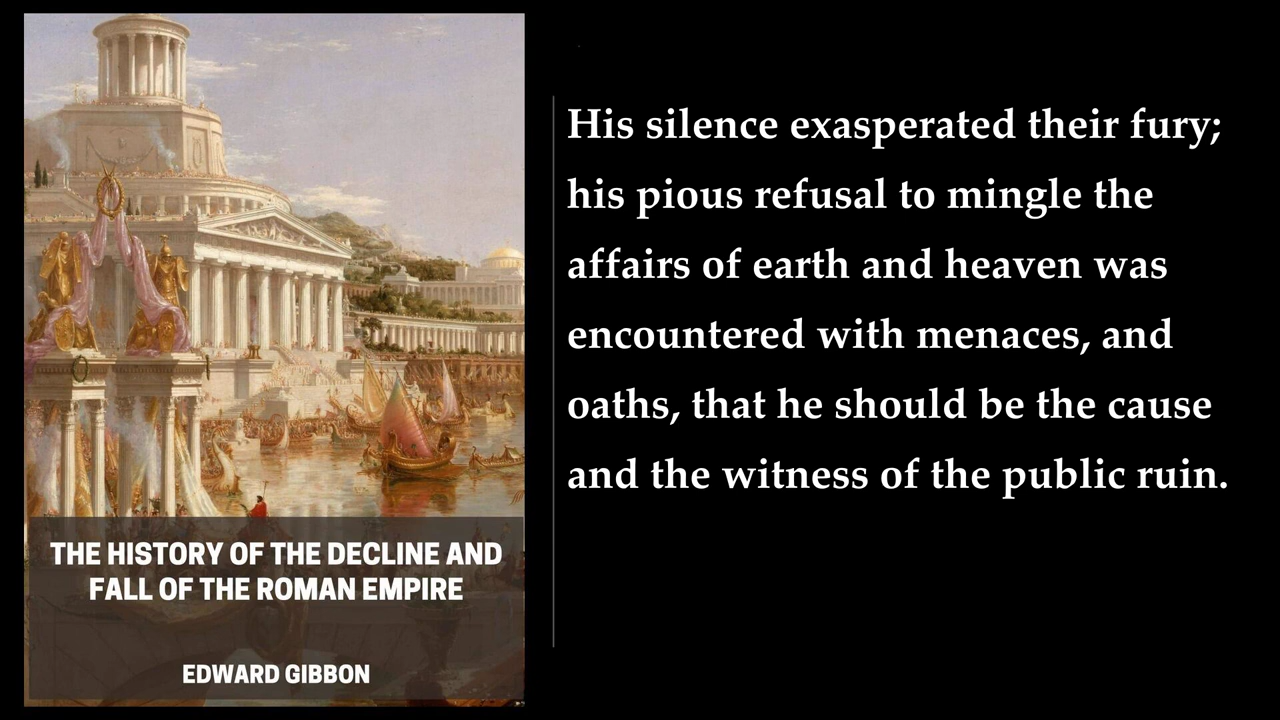 His silence exasperated their fury;
his pious refusal to mingle the
affairs of earth and heaven was
encountered with menaces, and
oaths, that he should be the cause
and the witness of the public ruin.
THE HISTORY OF THE DECLINE AND
FALL OF THE ROMAN EMPIRE
EDWARD GIBBON